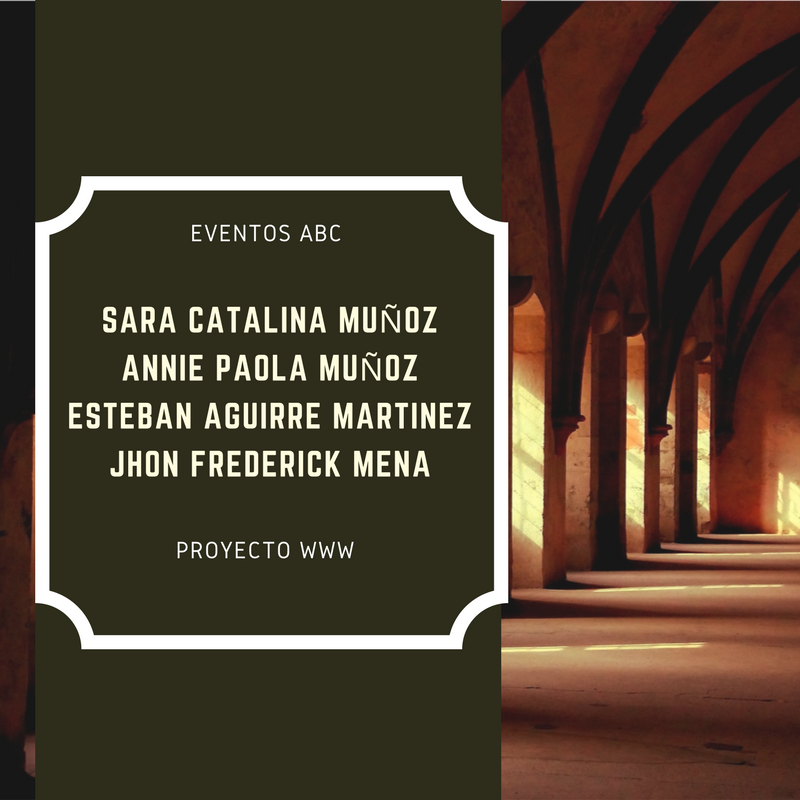 EVENTOS ABC
SARA CATALINA MUÑOZ
ANNIE PAOLA MUÑOZ
ESTEBAN AGUIRRE MARTINEZ
JHON FREDERICK MENA
PROYECTO WWW